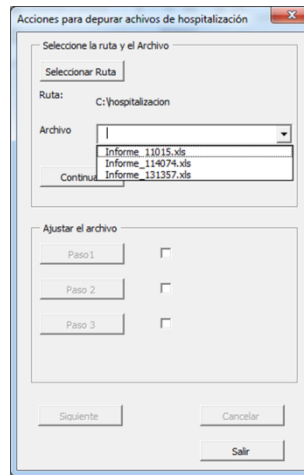 Acciones para depurar achivos de hospitalización
Seleccione la ruta y el Archivo
Seleccionar Ruta
Ruta:
C:\hospitalizacion
Archivo
Informe_11015.xls
Informe_114074.xls
Informe_131357.xls
Continua
Ajustar el archivo
Paso1
Paso 2
Paso 3
Siguiente
Cancelar
Salir